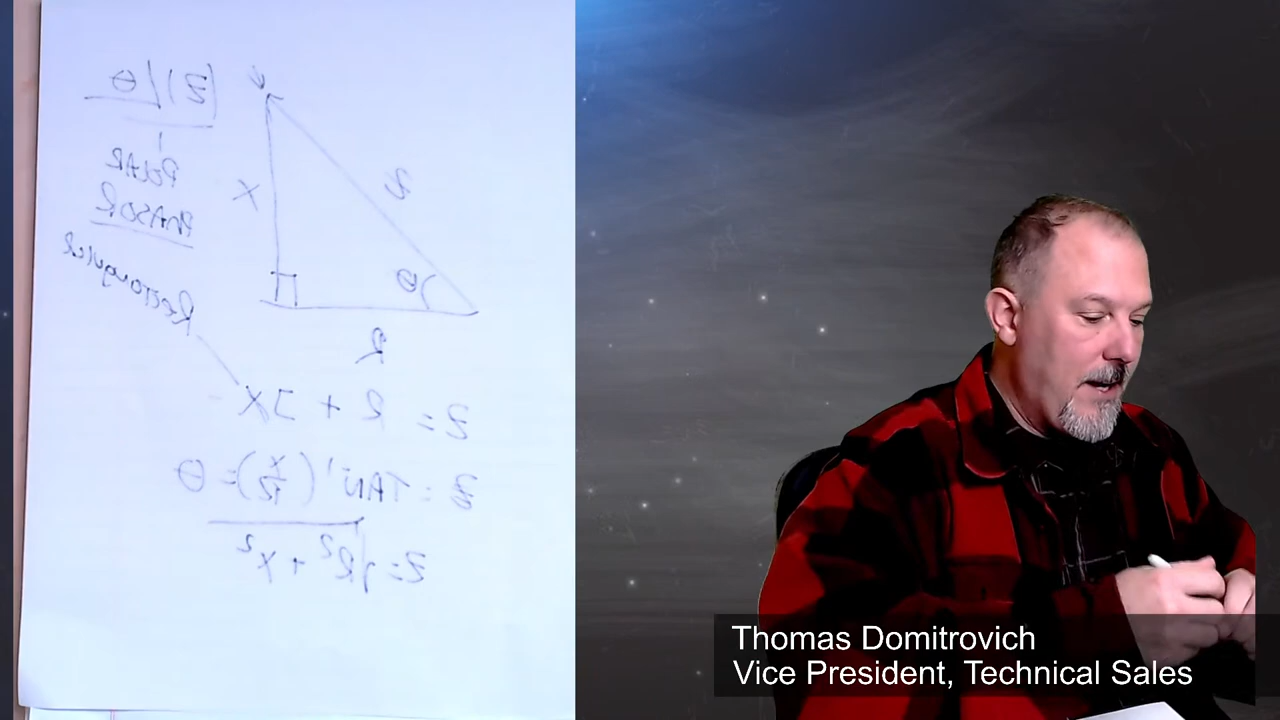 |Z| /θ
POLAR
PHASOR
Rectangular
X
Z
θ
R
Z = R + JX
Z = TAN⁻¹ (X/R) = θ
Z = √R² + X²
Thomas Domitrovich
Vice President, Technical Sales